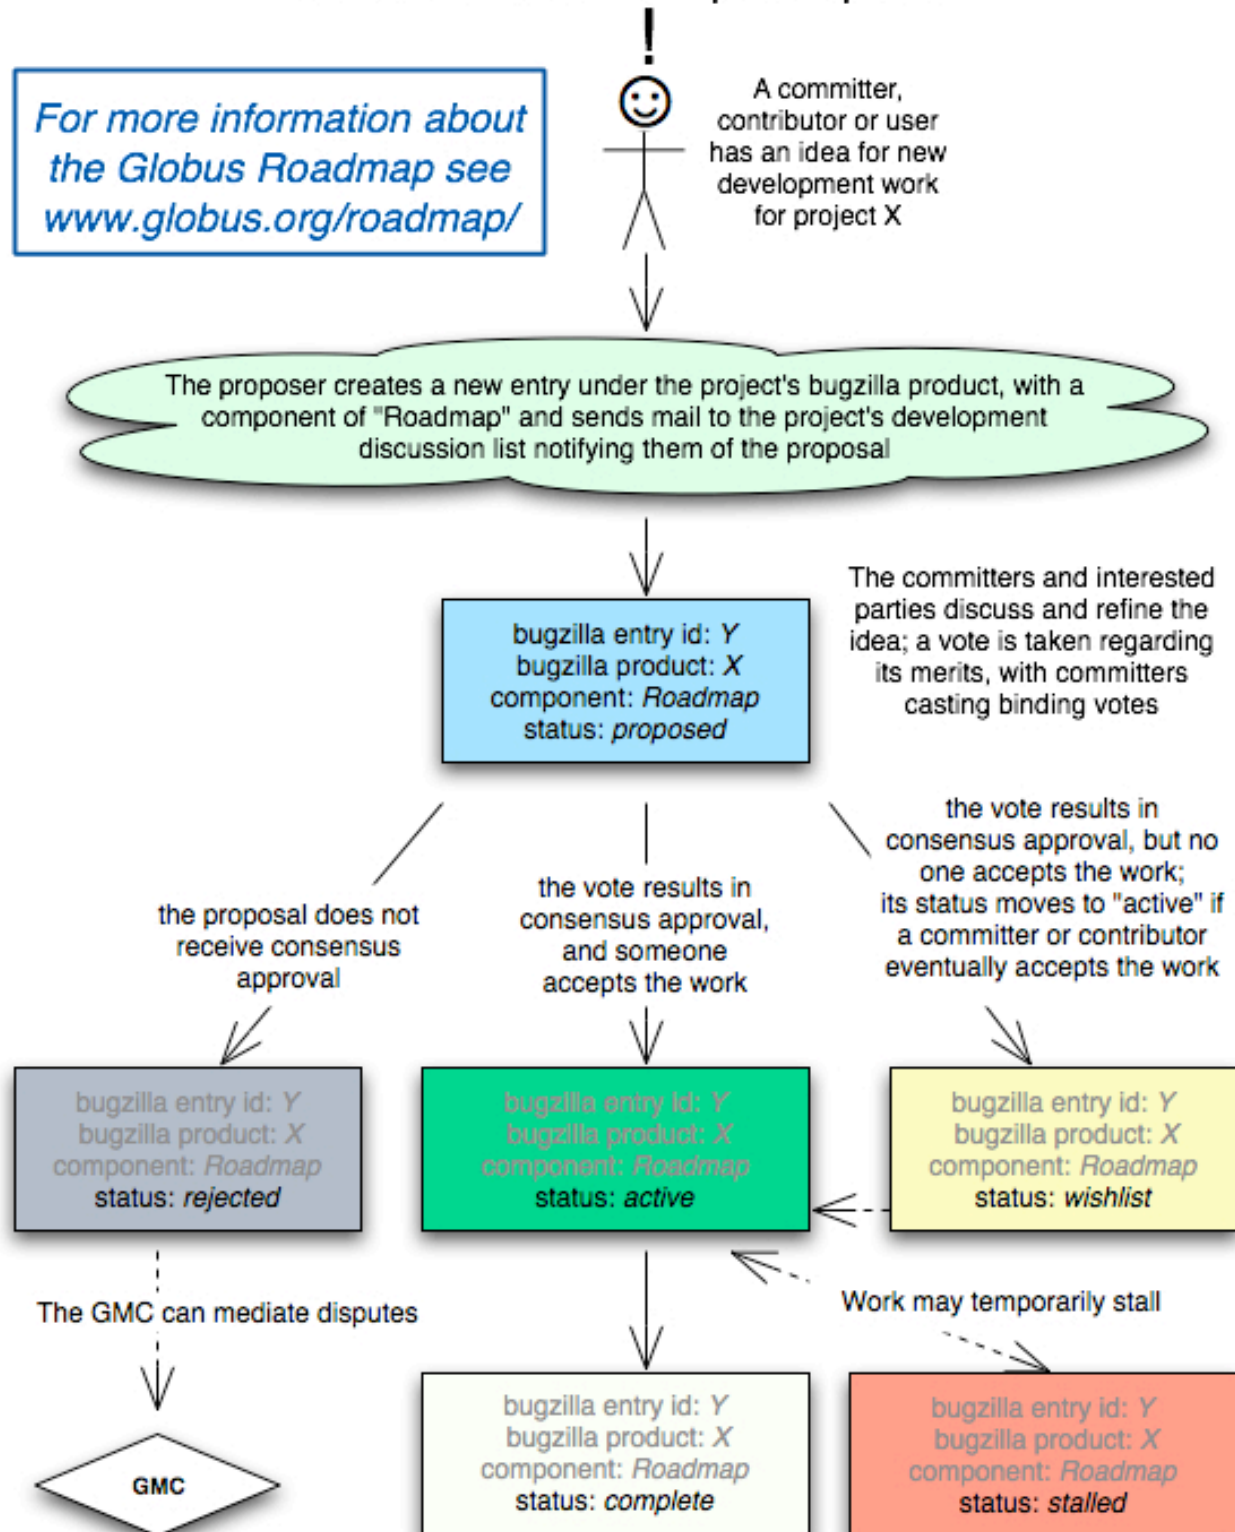 !
For more information about
the Globus Roadmap see
www.globus.org/roadmap/
A committer,
contributor or user
has an idea for new
development work
for project X
The proposer creates a new entry under the project's bugzilla product, with a
component of "Roadmap" and sends mail to the project's development
discussion list notifying them of the proposal
bugzilla entry id: Y
bugzilla product: X
component: Roadmap
status: proposed
The committers and interested
parties discuss and refine the
idea; a vote is taken regarding
its merits, with committers
casting binding votes
the proposal does not
receive consensus
approval
the vote results in
consensus approval,
and someone
accepts the work
the vote results in
consensus approval, but no
one accepts the work;
its status moves to "active" if
a committer or contributor
eventually accepts the work
bugzilla entry id: Y
bugzilla product: X
component: Roadmap
status: rejected
bugzilla entry id: Y
bugzilla product: X
component: Roadmap
status: active
bugzilla entry id: Y
bugzilla product: X
component: Roadmap
status: wishlist
The GMC can mediate disputes
Work may temporarily stall
GMC
bugzilla entry id: Y
bugzilla product: X
component: Roadmap
status: complete
bugzilla entry id: Y
bugzilla product: X
component: Roadmap
status: stalled